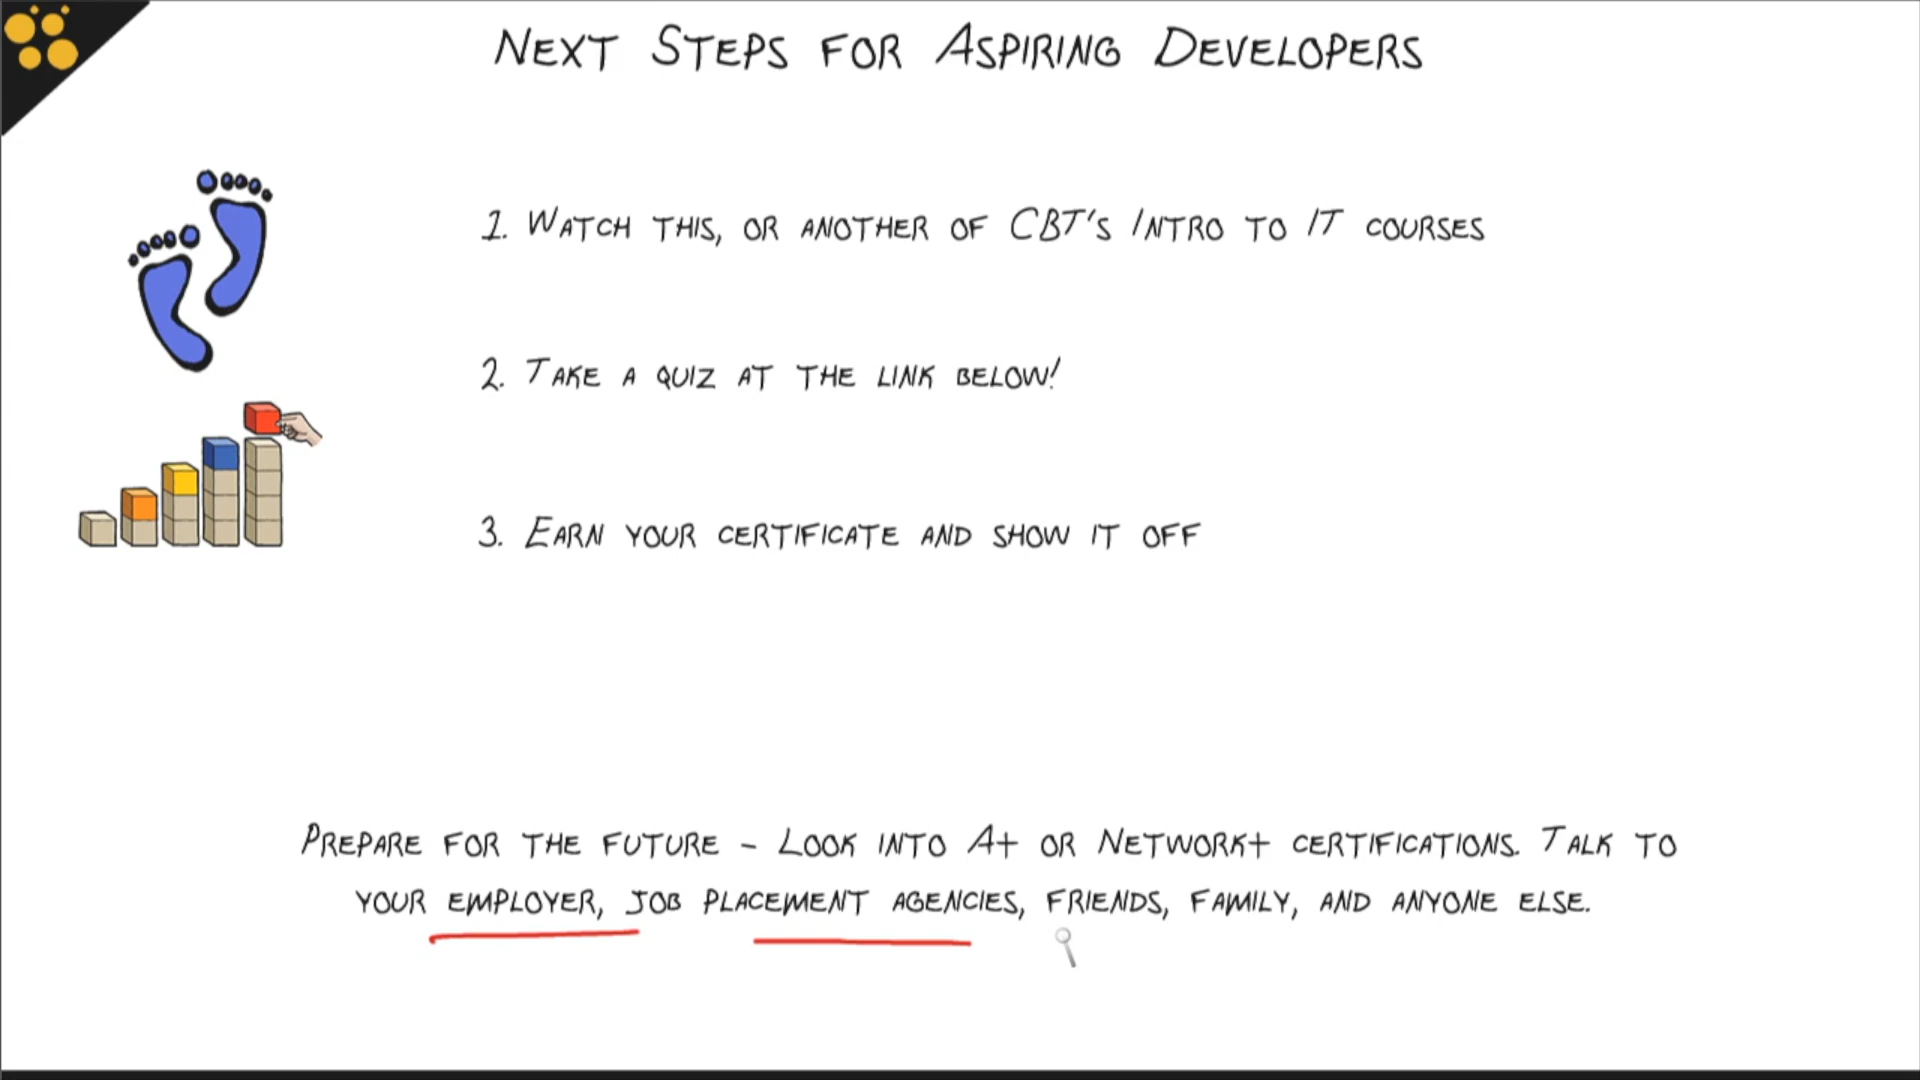 Next Steps for Aspiring Developers
1. Watch this, or another of CBT's Intro to IT courses
2. Take a quiz at the link below!
3. Earn your certificate and show it off
Prepare for the future - Look into A+ or Network+ certifications. Talk to
your employer, job placement agencies, friends, family, and anyone else.